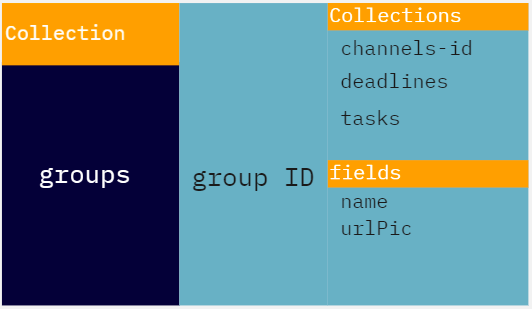 Collection
groups
group ID
Collections
channels-id
deadlines
tasks
fields
name
urlPic